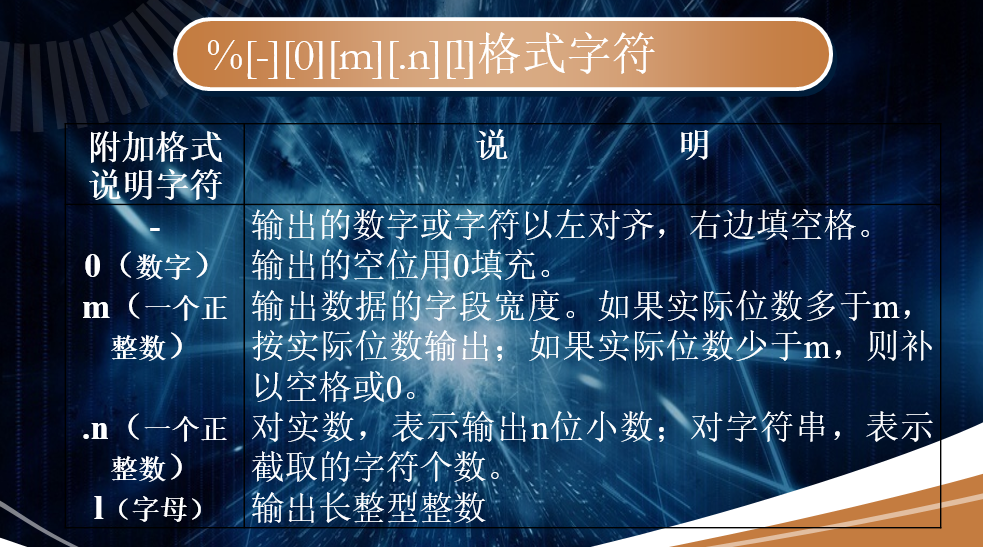 %[-][0][m][.n][l]格式字符
附加格式 说 明
说明字符
- 输出的数字或字符以左对齐，右边填空格。
0（数字） 输出的空位用0填充。
m（一个正 输出数据的字段宽度。如果实际位数多于m，
整数） 按实际位数输出；如果实际位数少于m，则补
以空格或0。
.n（一个正 对实数，表示输出n位小数；对字符串，表示
整数） 截取的字符个数。
l（字母） 输出长整型整数